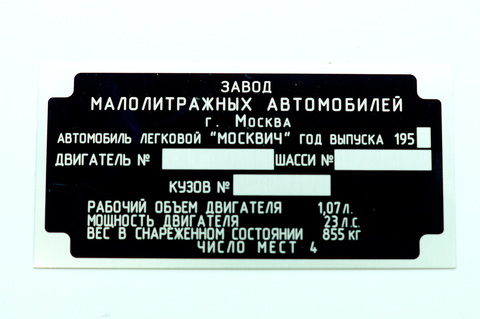 ЗАВОД
МАЛОЛИТРАЖНЫХ АВТОМОБИЛЕЙ
г. Москва
АВТОМОБИЛЬ ЛЕГКОВОЙ "МОСКВИЧ" ГОД ВЫПУСКА 195
ДВИГАТЕЛЬ № ШАССИ №
КУЗОВ №
РАБОЧИЙ ОБЪЕМ ДВИГАТЕЛЯ 1,07 л.
МОЩНОСТЬ ДВИГАТЕЛЯ 23 л.с.
ВЕС В СНАРЕЖЕННОМ СОСТОЯНИИ 855 кг
ЧИСЛО МЕСТ 4